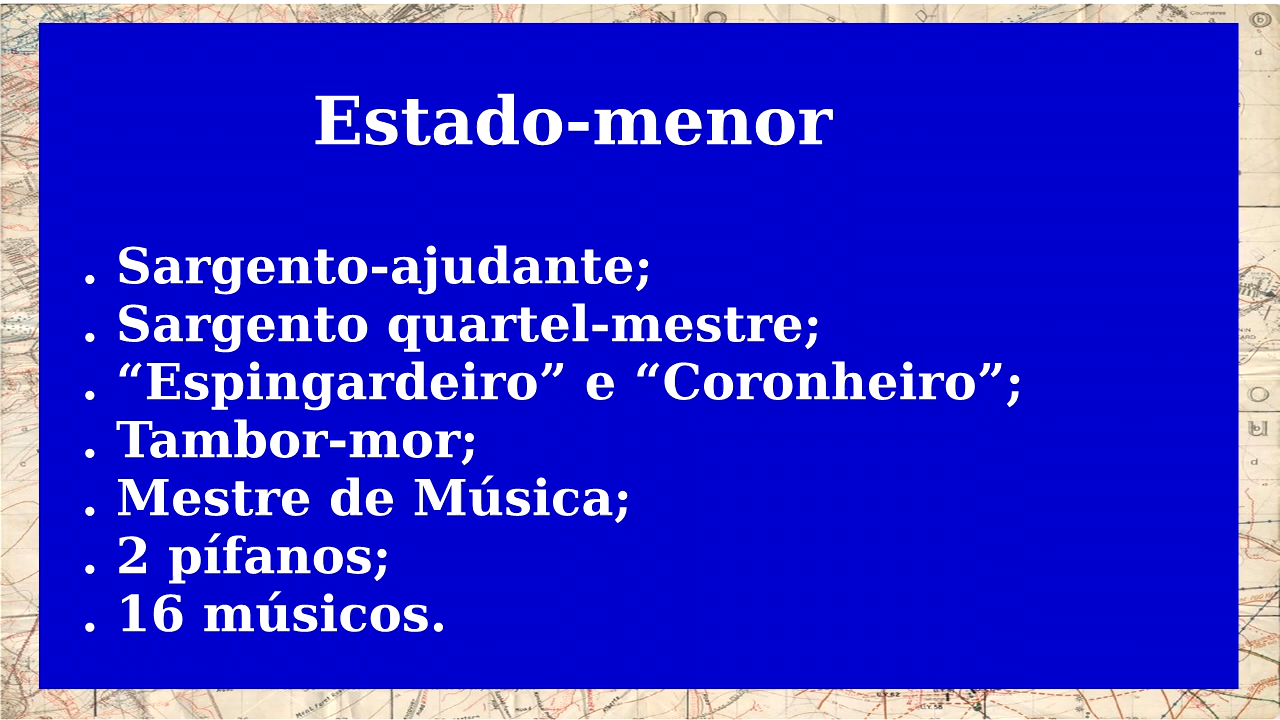 Estado-menor
. Sargento-ajudante;
. Sargento quartel-mestre;
. “Espingardeiro” e “Coronheiro”;
. Tambor-mor;
. Mestre de Música;
. 2 pífanos;
. 16 músicos.